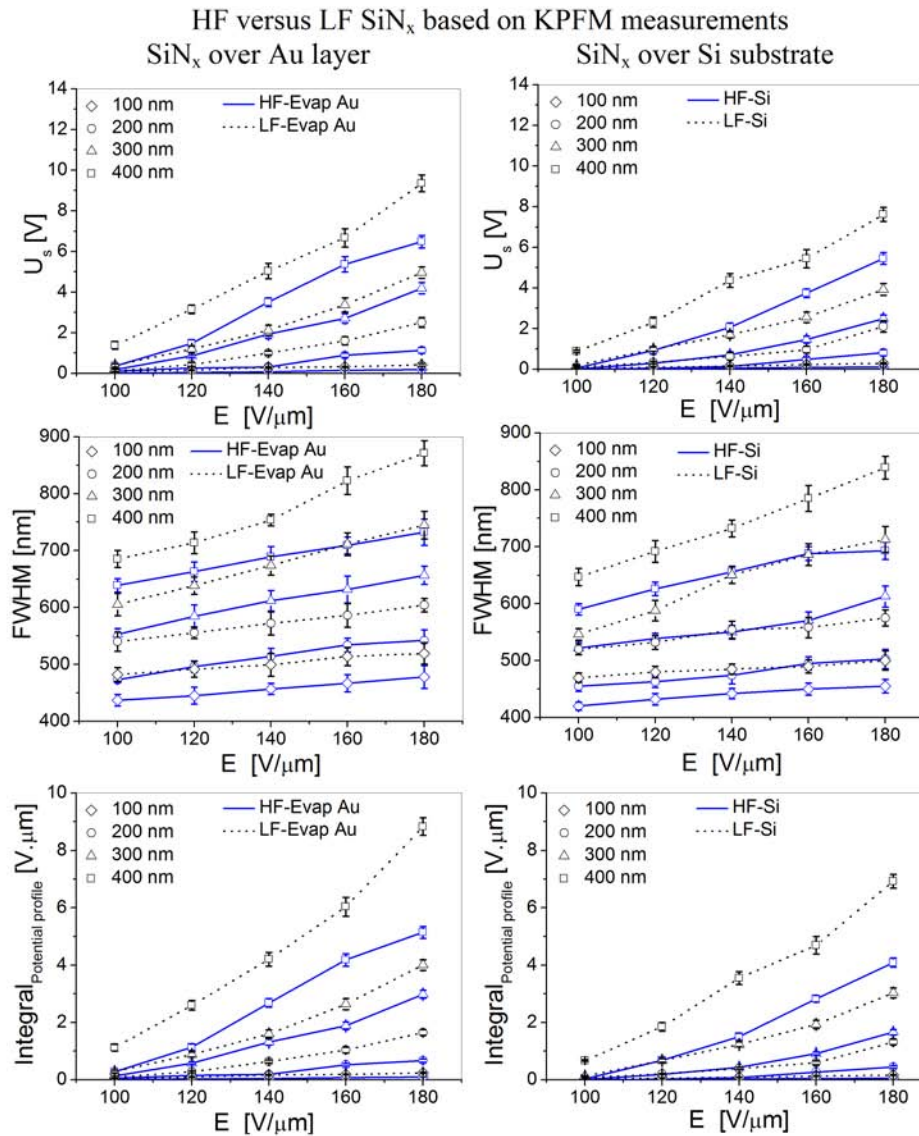 HF versus LF SiNx based on KPFM measurements
SiNx over Au layer
SiN_x over Si substrate
14
12
10
8
6
4
2
0
Us [V]
100 nm
200 nm
300 nm
400 nm
HF-Evap Au
LF-Evap Au
100 120 140 160 180
E [V/μm]
14
12
10
8
6
4
2
0
Us [V]
100 nm
200 nm
300 nm
400 nm
HF-Si
LF-Si
100 120 140 160 180
E [V/μm]
900
800
700
600
500
400
FWHM [nm]
100 nm
200 nm
300 nm
400 nm
HF-Evap Au
LF-Evap Au
100 120 140 160 180
E [V/μm]
900
800
700
600
500
400
FWHM [nm]
100 nm
200 nm
300 nm
400 nm
HF-Si
LF-Si
100 120 140 160 180
E [V/μm]
10
8
6
4
2
0
Integral Potential profile [V.μm]
100 nm
200 nm
300 nm
400 nm
HF-Evap Au
LF-Evap Au
100 120 140 160 180
E [V/μm]
10
8
6
4
2
0
Integral Potential profile [V.μm]
100 nm
200 nm
300 nm
400 nm
HF-Si
LF-Si
100 120 140 160 180
E [V/μm]